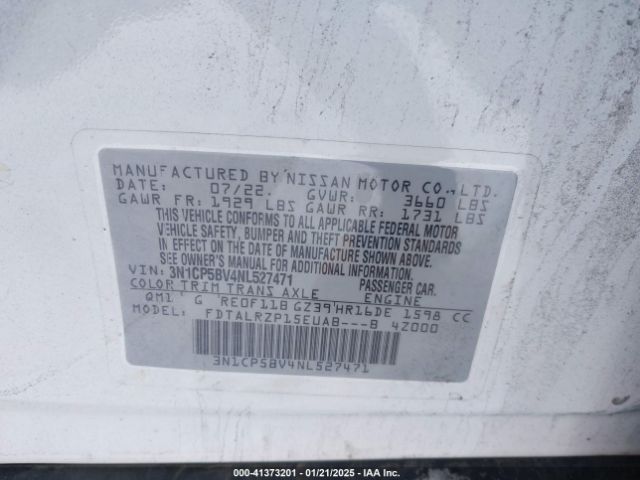 MANUFACTURED BY NISSAN MOTOR CO., LTD.
DATE: 07/22 GVWR: 3660 LBS
GAWR FR: 1929 LBS GAWR RR: 1731 LBS
THIS VEHICLE CONFORMS TO ALL APPLICABLE FEDERAL MOTOR
VEHICLE SAFETY, BUMPER AND THEFT PREVENTION STANDARDS
IN EFFECT ON THE DATE OF MANUFACTURE SHOWN ABOVE.
SEE OWNER'S MANUAL FOR ADDITIONAL INFORMATION.
VIN: 3N1CP5BV4NL527471 PASSENGER CAR.
COLOR TRIM TRANS AXLE ENGINE
QM1 G RE0F11B GZ39 HR16DE 1598 CC
MODEL: FDTALRZP15EUAB---B 4Z000
3N1CP5BV4NL527471
000-41373201 - 01/21/2025 - IAA Inc.